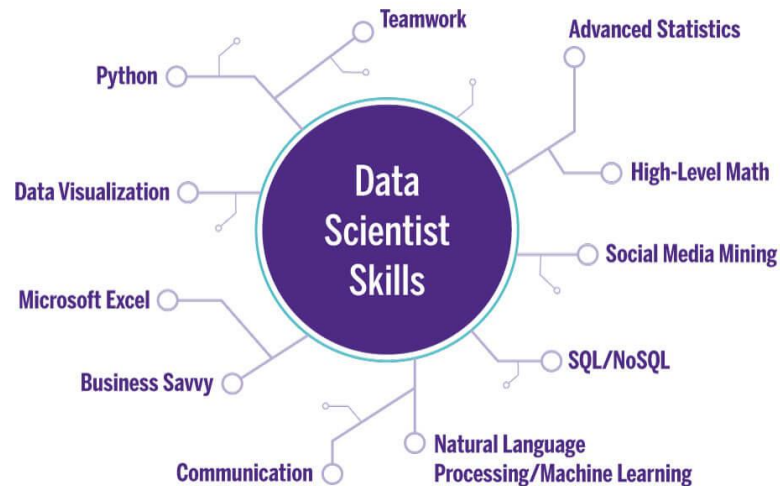 Teamwork
Advanced Statistics
Python
High-Level Math
Data Visualization
Data
Scientist
Skills
Social Media Mining
Microsoft Excel
SQL/NoSQL
Business Savvy
Natural Language
Processing/Machine Learning
Communication